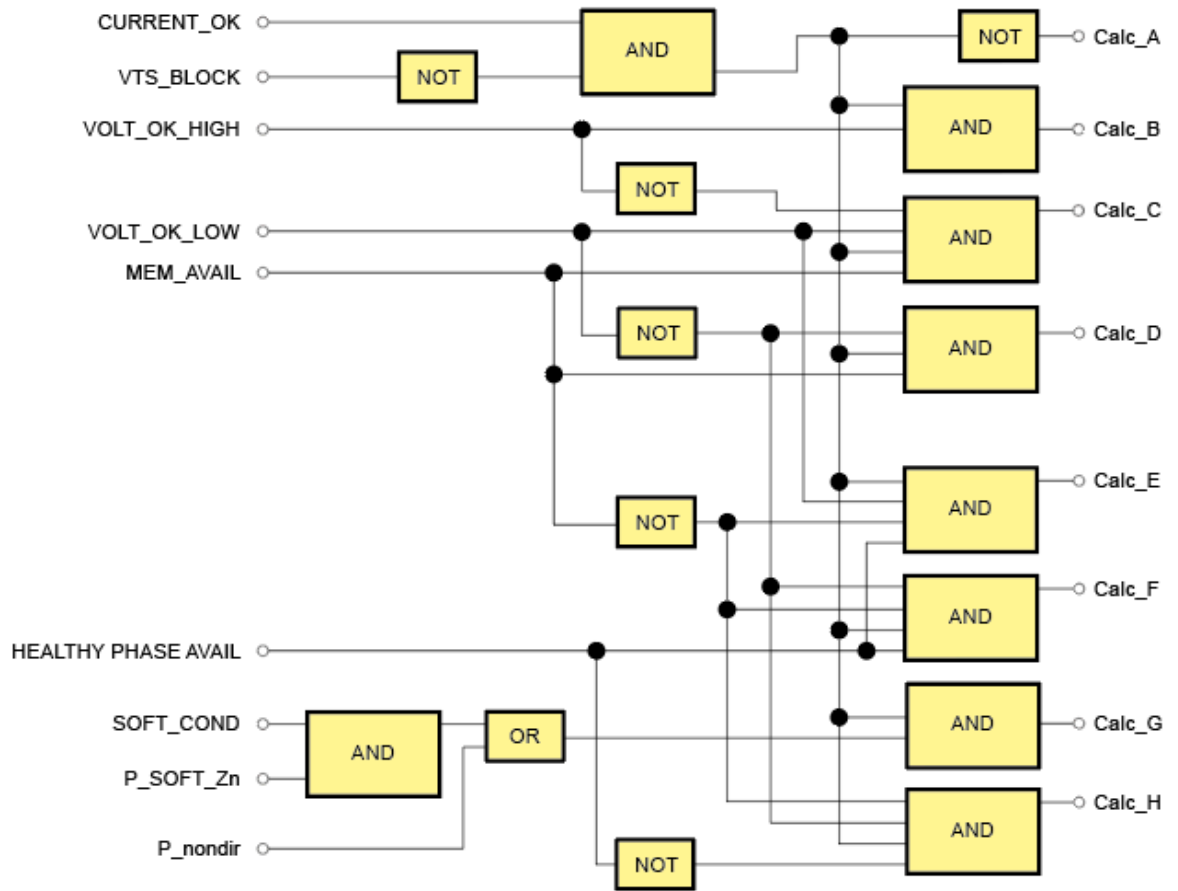 CURRENT_OK
AND
NOT
Calc_A
VTS_BLOCK
NOT
VOLT_OK_HIGH
AND
Calc_B
NOT
Calc_C
VOLT_OK_LOW
AND
MEM_AVAIL
NOT
AND
Calc_D
Calc_E
AND
NOT
Calc_F
AND
HEALTHY PHASE AVAIL
SOFT_COND
AND
OR
AND
Calc_G
P_SOFT_Zn
Calc_H
AND
P_nondir
NOT